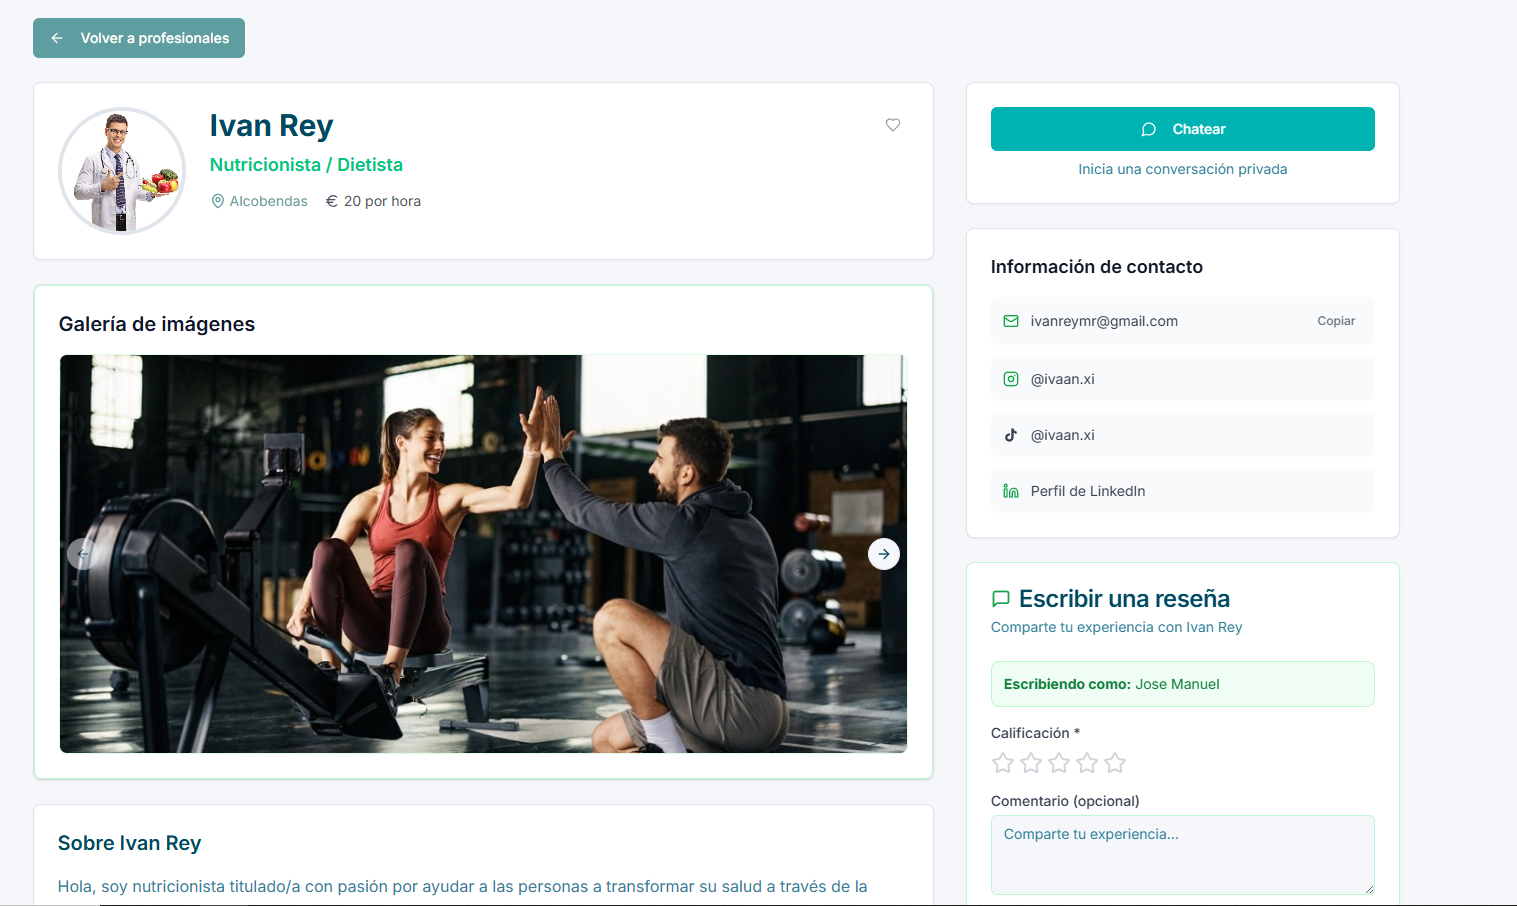 Volver a profesionales
Ivan Rey
Nutricionista / Dietista
Alcobendas € 20 por hora
Galería de imágenes
Sobre Ivan Rey
Hola, soy nutricionista titulado/a con pasión por ayudar a las personas a transformar su salud a través de la
Chatear
Inicia una conversación privada
Información de contacto
ivanreymr@gmail.com Copiar
@ivaan.xi
@ivaan.xi
Perfil de LinkedIn
Escribir una reseña
Comparte tu experiencia con Ivan Rey
Escribiendo como: Jose Manuel
Calificación *
Comentario (opcional)
Comparte tu experiencia...